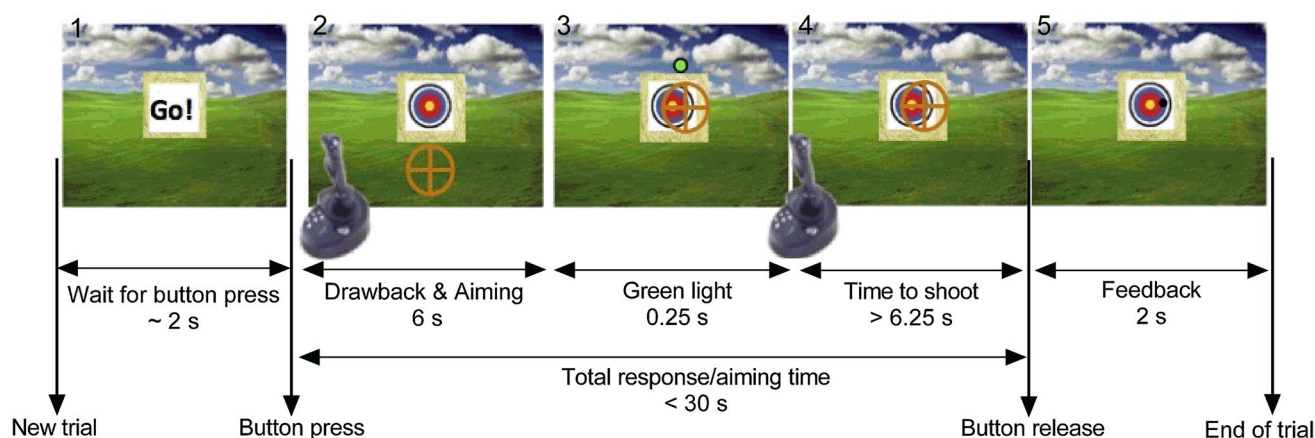 1
2
3
4
5
Go!
Wait for button press
~ 2 s
Drawback & Aiming
6 s
Green light
0.25 s
Time to shoot
> 6.25 s
Feedback
2 s
Total response/aiming time
< 30 s
New trial
Button press
Button release
End of trial